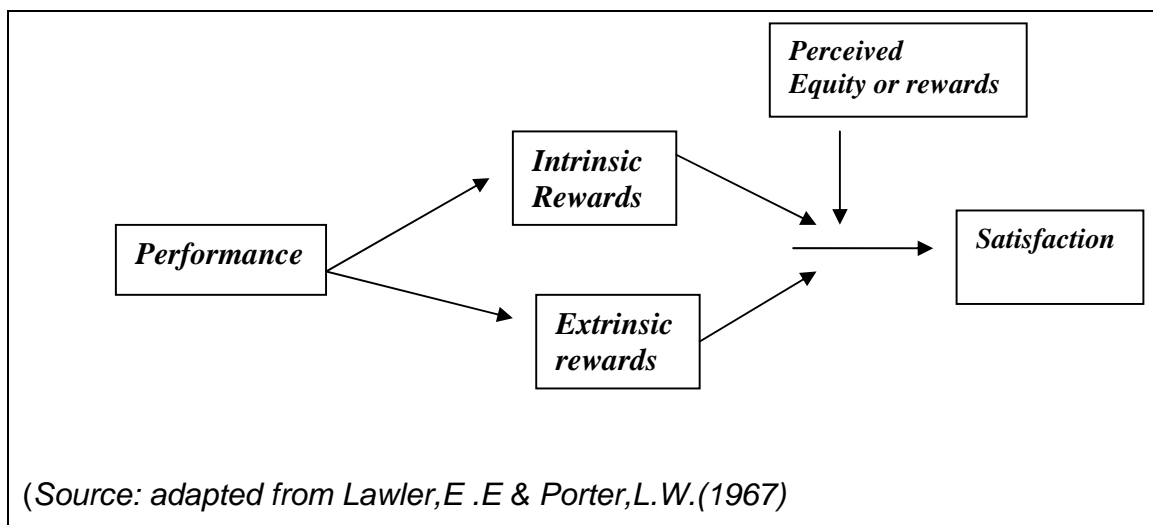 Perceived
Equity or rewards
Intrinsic
Rewards
Performance
Satisfaction
Extrinsic
rewards
(Source: adapted from Lawler,E .E & Porter,L.W.(1967)